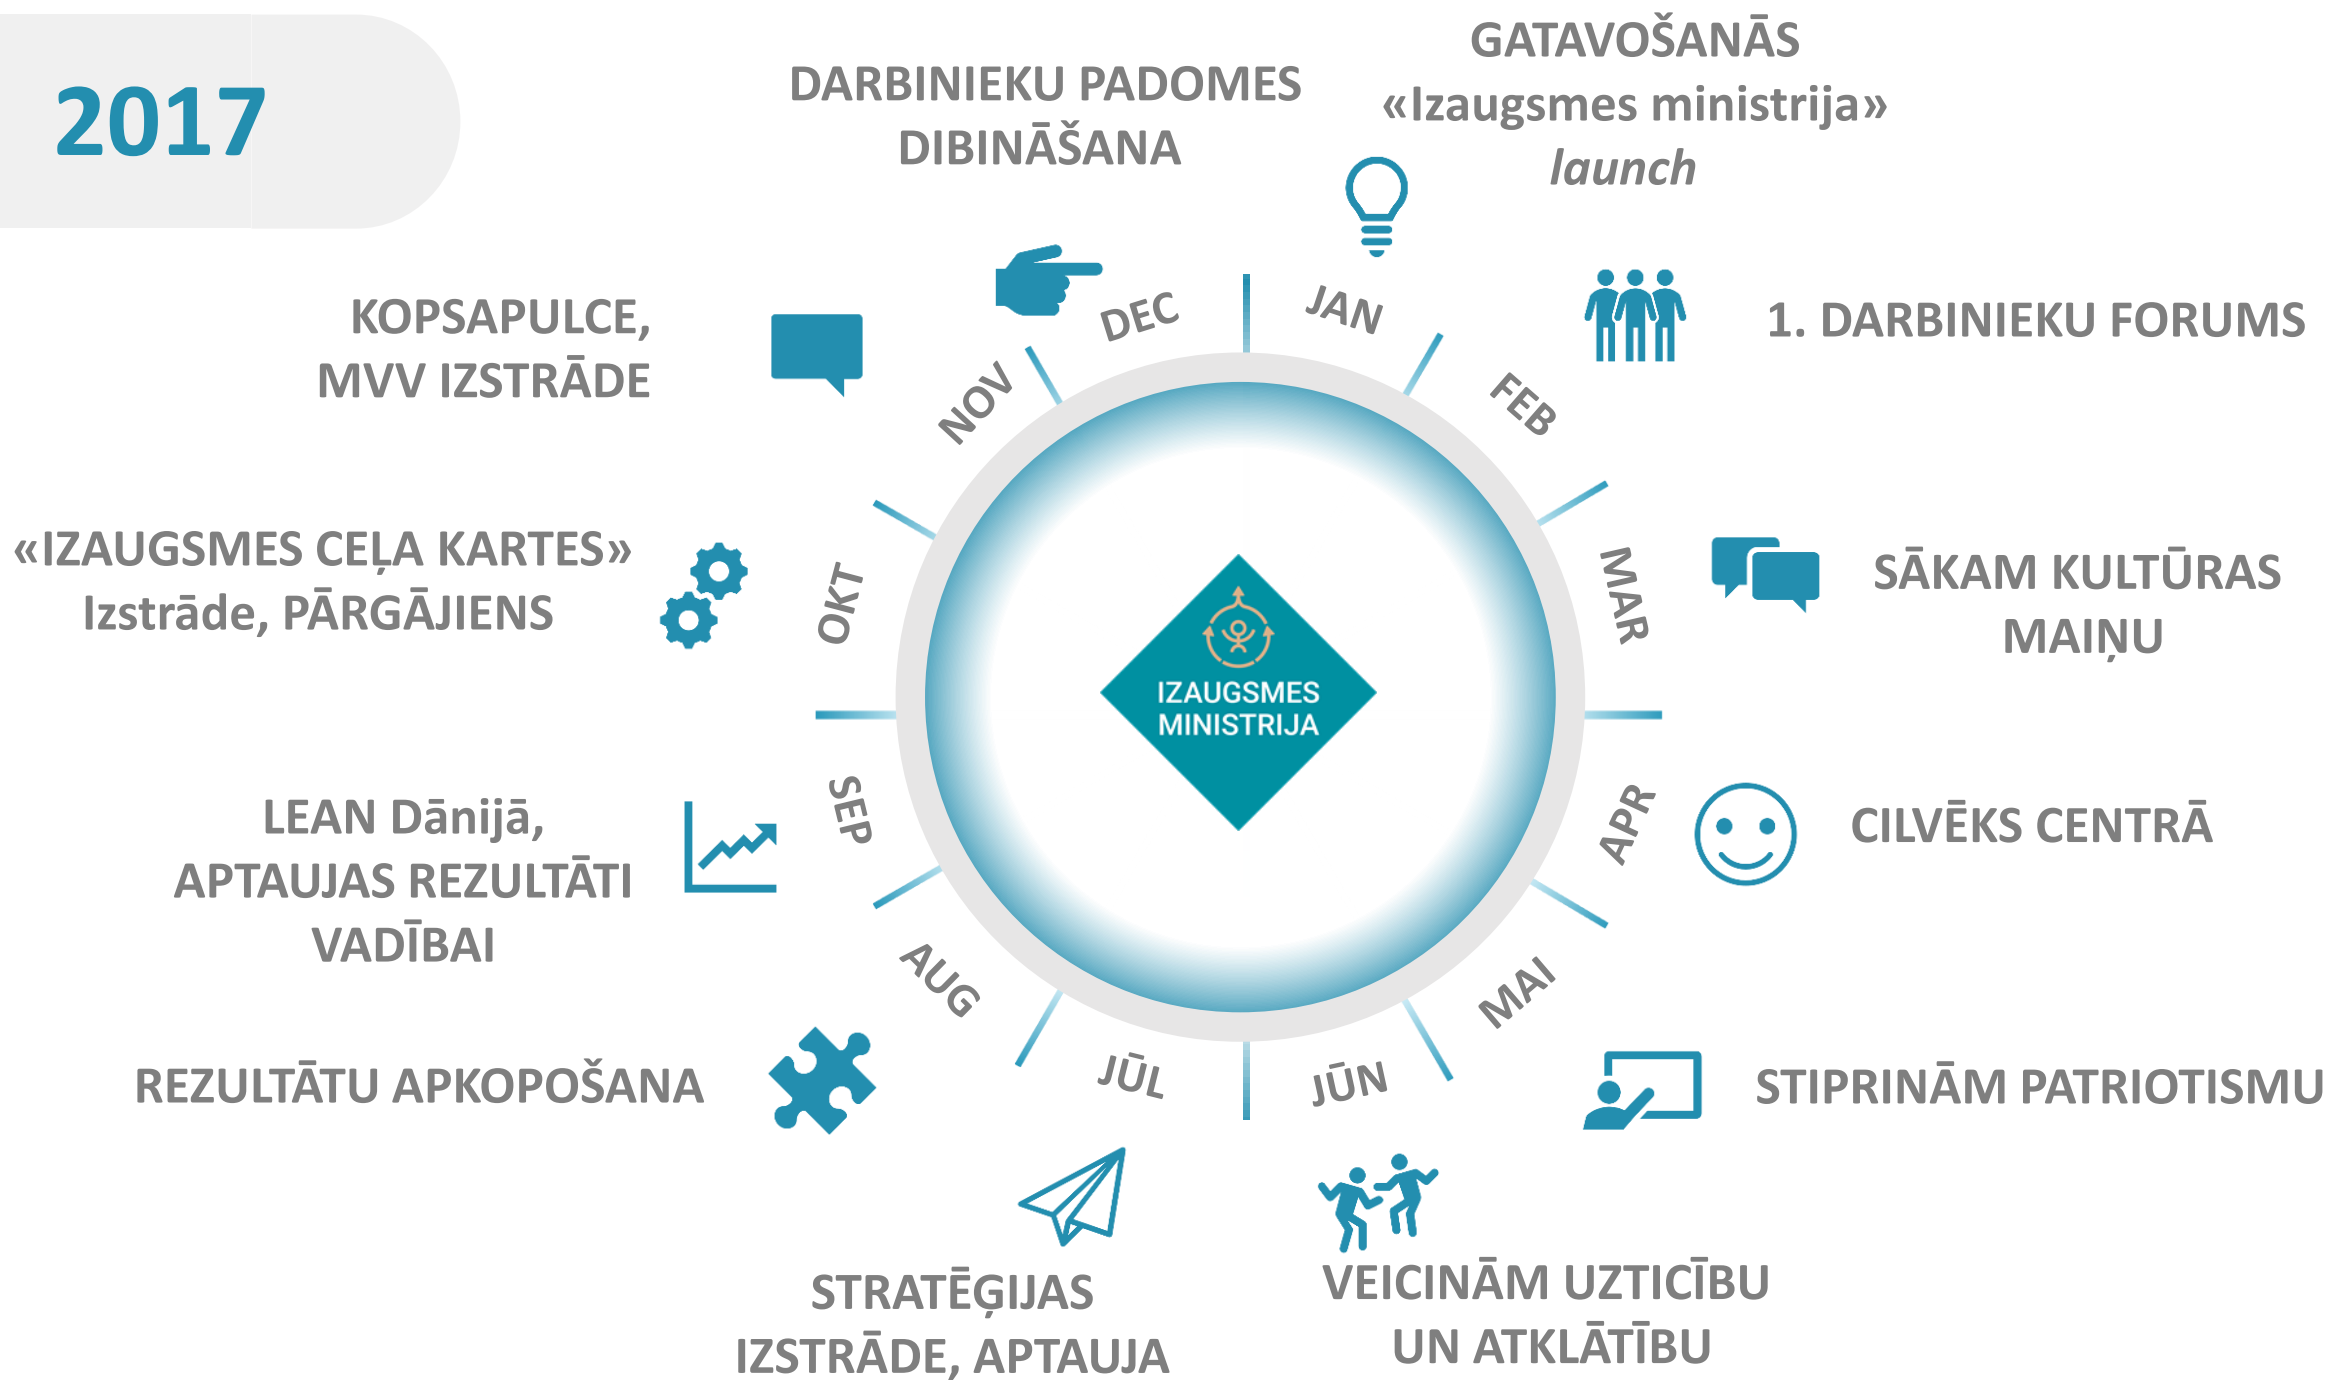 2017
GATAVOŠANĀS
«Izaugsmes ministrija»
launch
JAN
1. DARBINIEKU FORUMS
FEB
SĀKAM KULTŪRAS
MAIŅU
MAR
CILVĒKS CENTRĀ
APR
STIPRINĀM PATRIOTISMU
MAI
VEICINĀM UZTICĪBU
UN ATKLĀTĪBU
JŪN
STRATĒĢIJAS
IZSTRĀDE, APTAUJA
JŪL
REZULTĀTU APKOPOŠANA
AUG
LEAN Dānijā,
APTAUJAS REZULTĀTI
VADĪBAI
SEP
«IZAUGSMES CEĻA KARTES»
Izstrāde, PĀRGĀJIENS
OKT
KOPSAPULCE,
MVV IZSTRĀDE
NOV
DARBINIEKU PADOMES
DIBINĀŠANA
DEC
IZAUGSMES
MINISTRIJA